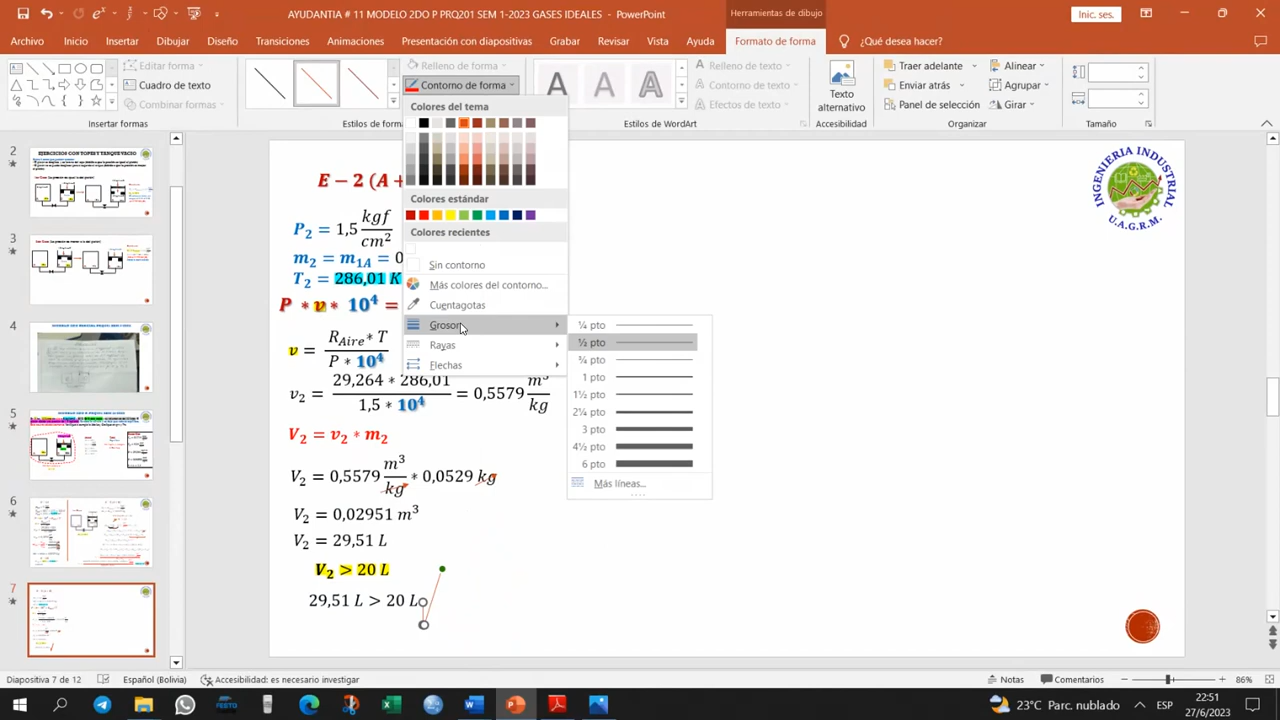 AYUDANTIA # 11 MODELO 2DO P PRQ201 SEM 1-2023 GASES IDEALES - PowerPoint
Herramientas de dibujo
Inic. ses.
Archivo Inicio Insertar Dibujar Diseño Transiciones Animaciones Presentación con diapositivas Grabar Revisar Vista Ayuda Formato de forma ¿Qué desea hacer?
Editar forma
Cuadro de texto
Combinar formas
Insertar formas
Relleno de forma
Contorno de forma
Estilos de form
Relleno de texto
Contorno de texto
Efectos de texto
Estilos de WordArt
Texto alternativo
Accesibilidad
Traer adelante
Enviar atrás
Panel de selección
Alinear
Agrupar
Girar
Organizar
Tamaño
Colores del tema
Colores estándar
Colores recientes
Sin contorno
Más colores del contorno...
Cuentagotas
Grosor
Rayas
Flechas
¼ pto
½ pto
¾ pto
1 pto
1½ pto
2¼ pto
3 pto
4½ pto
6 pto
Más líneas...
2
3
4
5
6
7
E − 2 (A +
P₂ = 1,5 kgf/cm²
m₂ = m₁A = 0
T₂ = 286,01 K
P * v * 10⁴ =
v = R_Aire * T / P * 10⁴
v₂ = 29,264 * 286,01 / 1,5 * 10⁴ = 0,5579 m³/kg
V₂ = v₂ * m₂
V₂ = 0,5579 m³/kg * 0,0529 kg
V₂ = 0,02951 m³
V₂ = 29,51 L
V₂ > 20 L
29,51 L > 20 L
INGENIERIA INDUSTRIAL
U.A.G.R.M.
Diapositiva 7 de 12 Español (Bolivia) Accesibilidad: es necesario investigar
Notas Comentarios 86%
FESTO
23°C Parc. nublado
ESP
22:51
27/6/2023